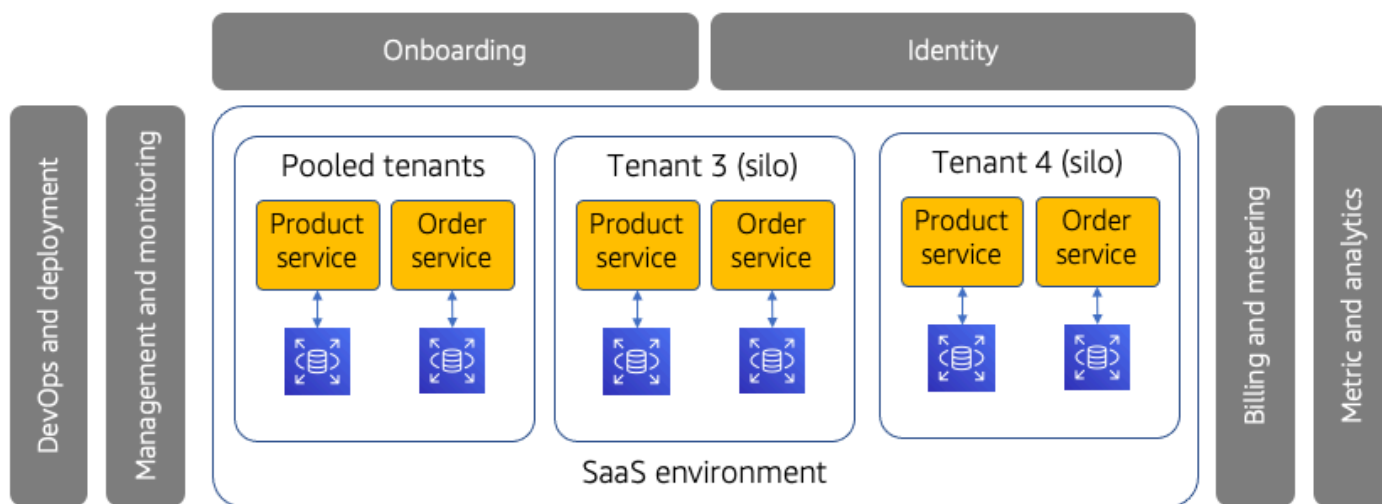 Onboarding
Identity
DevOps and deployment
Management and monitoring
Pooled tenants
Product
service
Order
service
Tenant 3 (silo)
Product
service
Order
service
Tenant 4 (silo)
Product
service
Order
service
SaaS environment
Billing and metering
Metric and analytics